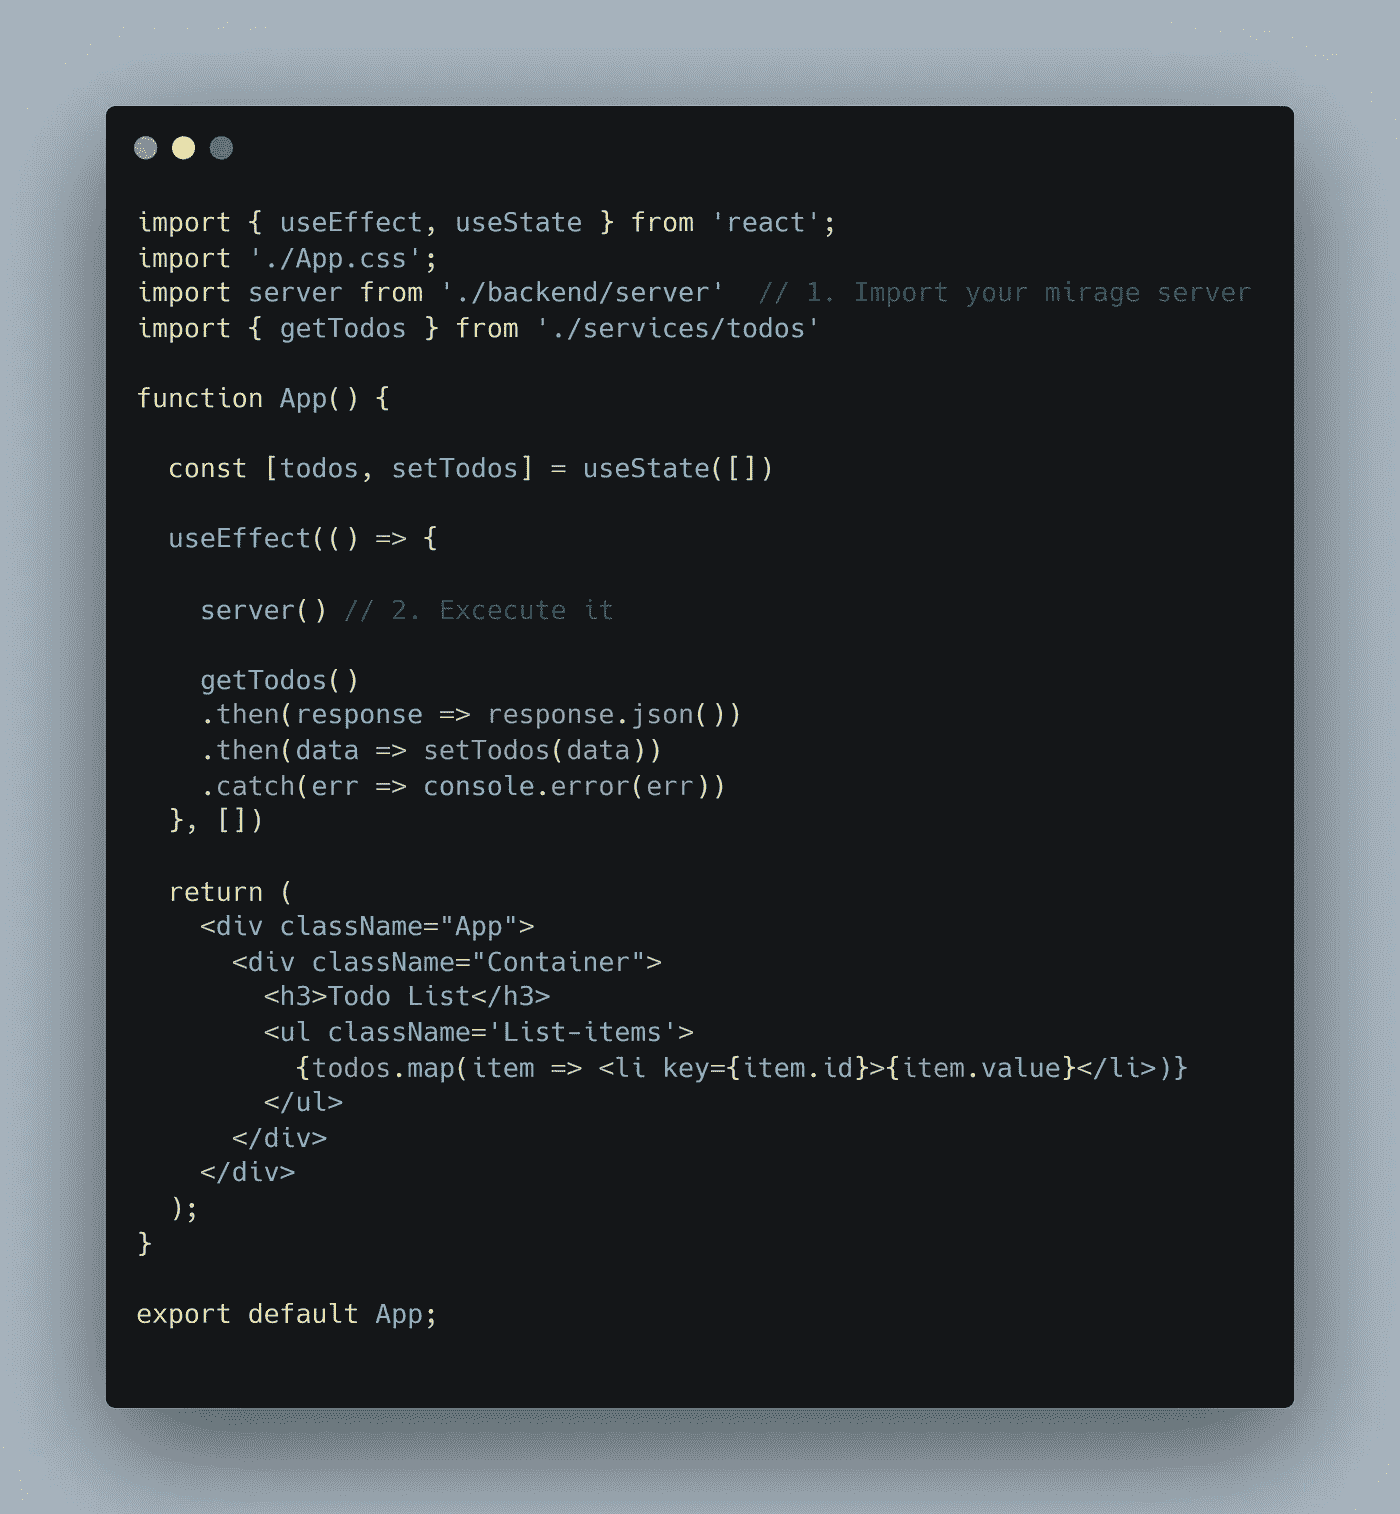 import { useEffect, useState } from 'react';
import './App.css';
import server from './backend/server'  // 1. Import your mirage server
import { getTodos } from './services/todos'

function App() {

  const [todos, setTodos] = useState([])

  useEffect(() => {

    server() // 2. Excecute it

    getTodos()
    .then(response => response.json())
    .then(data => setTodos(data))
    .catch(err => console.error(err))
  }, [])

  return (
    <div className="App">
      <div className="Container">
        <h3>Todo List</h3>
        <ul className='List-items'>
          {todos.map(item => <li key={item.id}>{item.value}</li>)}
        </ul>
      </div>
    </div>
  );
}

export default App;